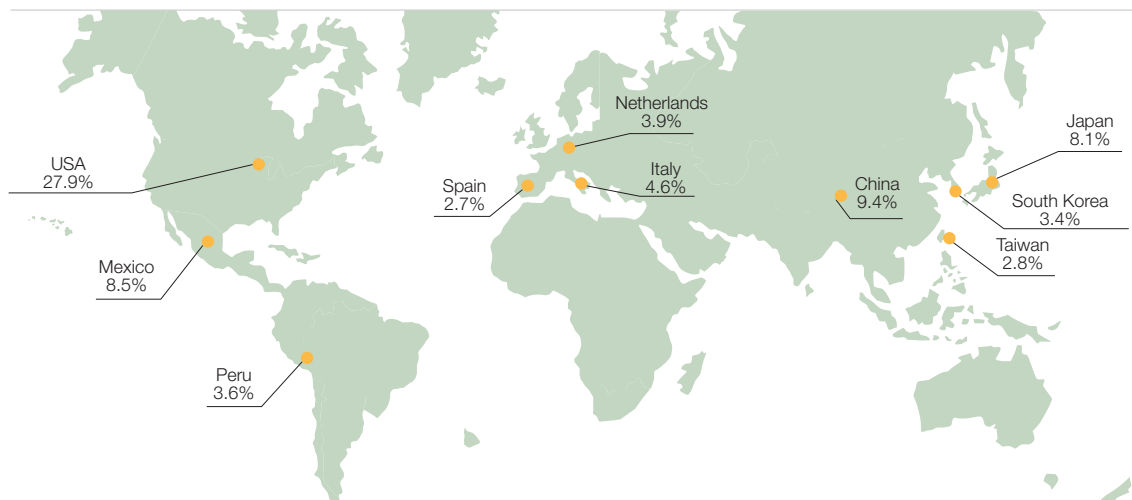 Netherlands
3.9%
Japan
8.1%
USA
27.9%
Italy
4.6%
Spain
2.7%
China
9.4%
South Korea
3.4%
Taiwan
2.8%
Mexico
8.5%
Peru
3.6%